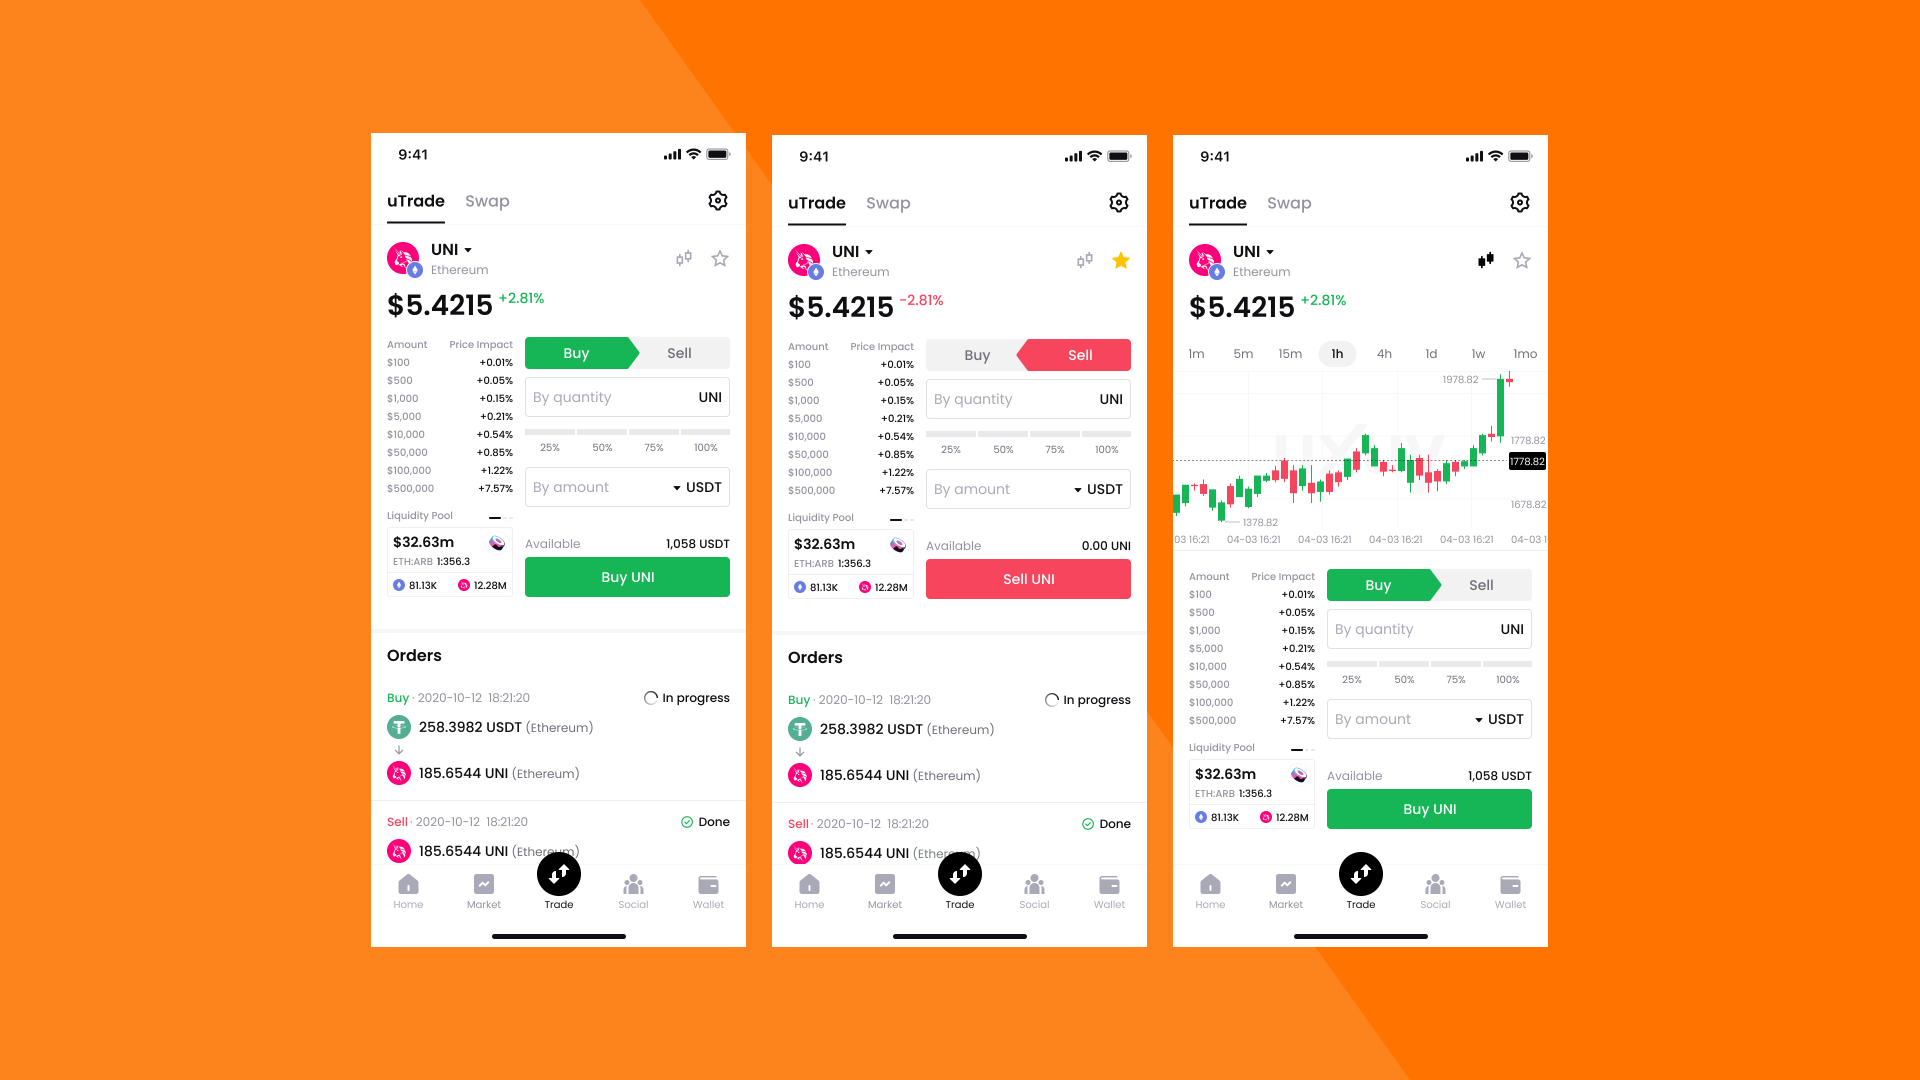 9:41
uTrade Swap
UNI
Ethereum
$5.4215 +2.81%
Amount Price Impact
$100 +0.01%
$500 +0.05%
$1,000 +0.15%
$5,000 +0.21%
$10,000 +0.54%
$50,000 +0.85%
$100,000 +1.22%
$500,000 +7.57%
Liquidity Pool
$32.63m
ETH:ARB 1:356.3
81.13K 12.28M
Buy Sell
By quantity UNI
25% 50% 75% 100%
By amount USDT
Available 1,058 USDT
Buy UNI
Orders
Buy · 2020-10-12 18:21:20 In progress
258.3982 USDT (Ethereum)
185.6544 UNI (Ethereum)
Sell · 2020-10-12 18:21:20 Done
185.6544 UNI (Ethereum)
Home Market Trade Social Wallet
9:41
uTrade Swap
UNI
Ethereum
$5.4215 -2.81%
Amount Price Impact
$100 +0.01%
$500 +0.05%
$1,000 +0.15%
$5,000 +0.21%
$10,000 +0.54%
$50,000 +0.85%
$100,000 +1.22%
$500,000 +7.57%
Liquidity Pool
$32.63m
ETH:ARB 1:356.3
81.13K 12.28M
Buy Sell
By quantity UNI
25% 50% 75% 100%
By amount USDT
Available 0.00 UNI
Sell UNI
Orders
Buy · 2020-10-12 18:21:20 In progress
258.3982 USDT (Ethereum)
185.6544 UNI (Ethereum)
Sell · 2020-10-12 18:21:20 Done
185.6544 UNI (Ethereum)
Home Market Trade Social Wallet
9:41
uTrade Swap
UNI
Ethereum
$5.4215 +2.81%
1m 5m 15m 1h 4h 1d 1w 1mo
1978.82
1778.82
1778.82
1678.82
1378.82
03 16:21 04-03 16:21 04-03 16:21 04-03 16:21 04-03 16:21 04-03 1
Amount Price Impact
$100 +0.01%
$500 +0.05%
$1,000 +0.15%
$5,000 +0.21%
$10,000 +0.54%
$50,000 +0.85%
$100,000 +1.22%
$500,000 +7.57%
Liquidity Pool
$32.63m
ETH:ARB 1:356.3
81.13K 12.28M
Buy Sell
By quantity UNI
25% 50% 75% 100%
By amount USDT
Available 1,058 USDT
Buy UNI
Home Market Trade Social Wallet